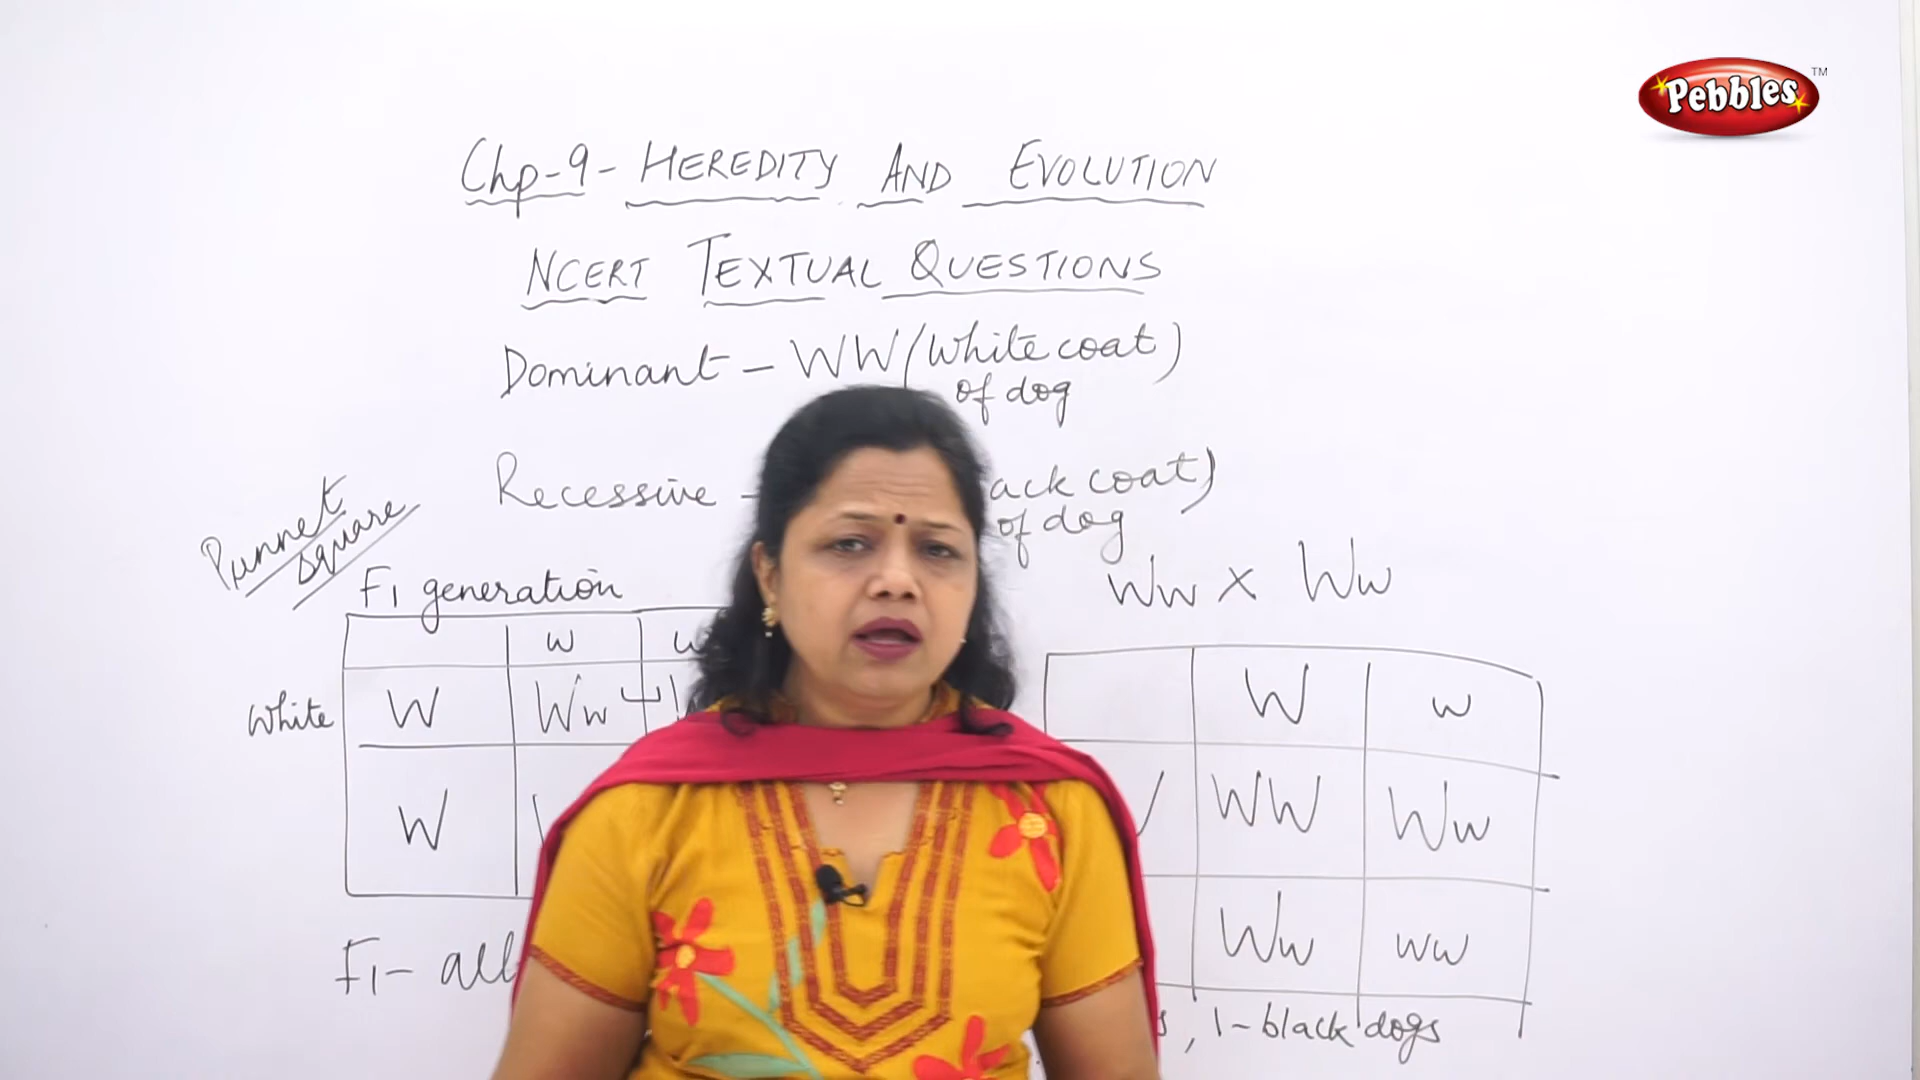 Pebbles TM
Chp-9- HEREDITY AND EVOLUTION
NCERT TEXTUAL QUESTIONS
Dominant - WW (White coat)
of dog
Recessive - ack coat)
of dog
Punnet
square
F1 generation
Ww x Ww
w w
White W Ww
W
W w
WW Ww
Ww ww
F1- all
s, 1-black dogs